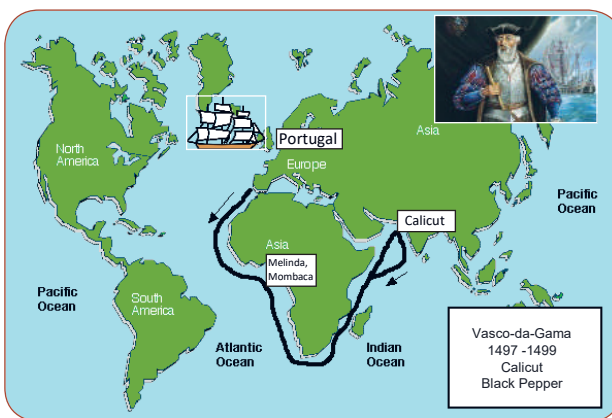 Asia
Portugal
North
America
Europe
Pacific
Ocean
Calicut
Asia
Melinda,
Mombaca
Pacific
Ocean
South
America
Atlantic
Ocean
Indian
Ocean
Vasco-da-Gama
1497 -1499
Calicut
Black Pepper